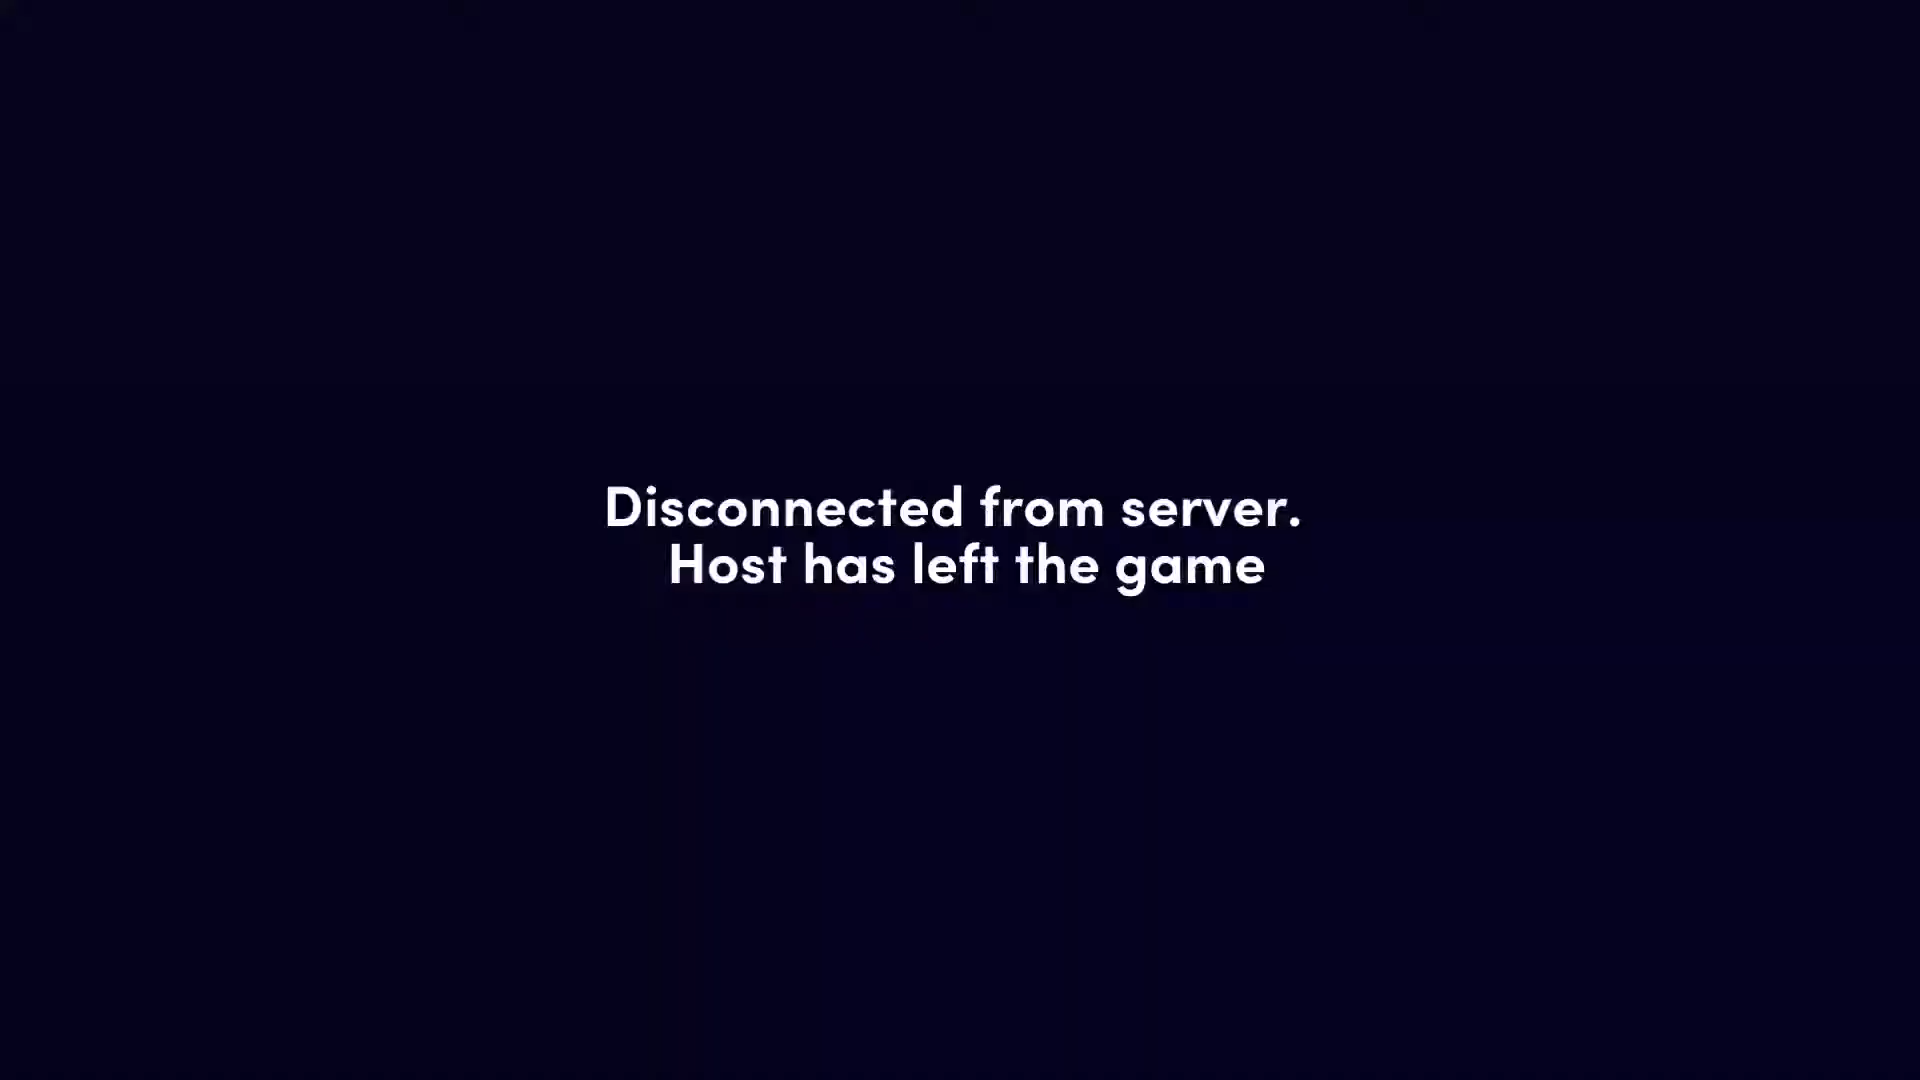 Disconnected from server.
Host has left the game